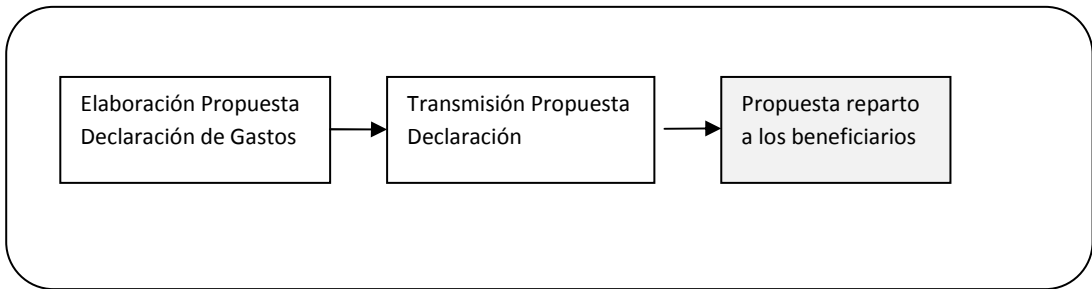 Elaboración Propuesta
Declaración de Gastos
Transmisión Propuesta
Declaración
Propuesta reparto
a los beneficiarios